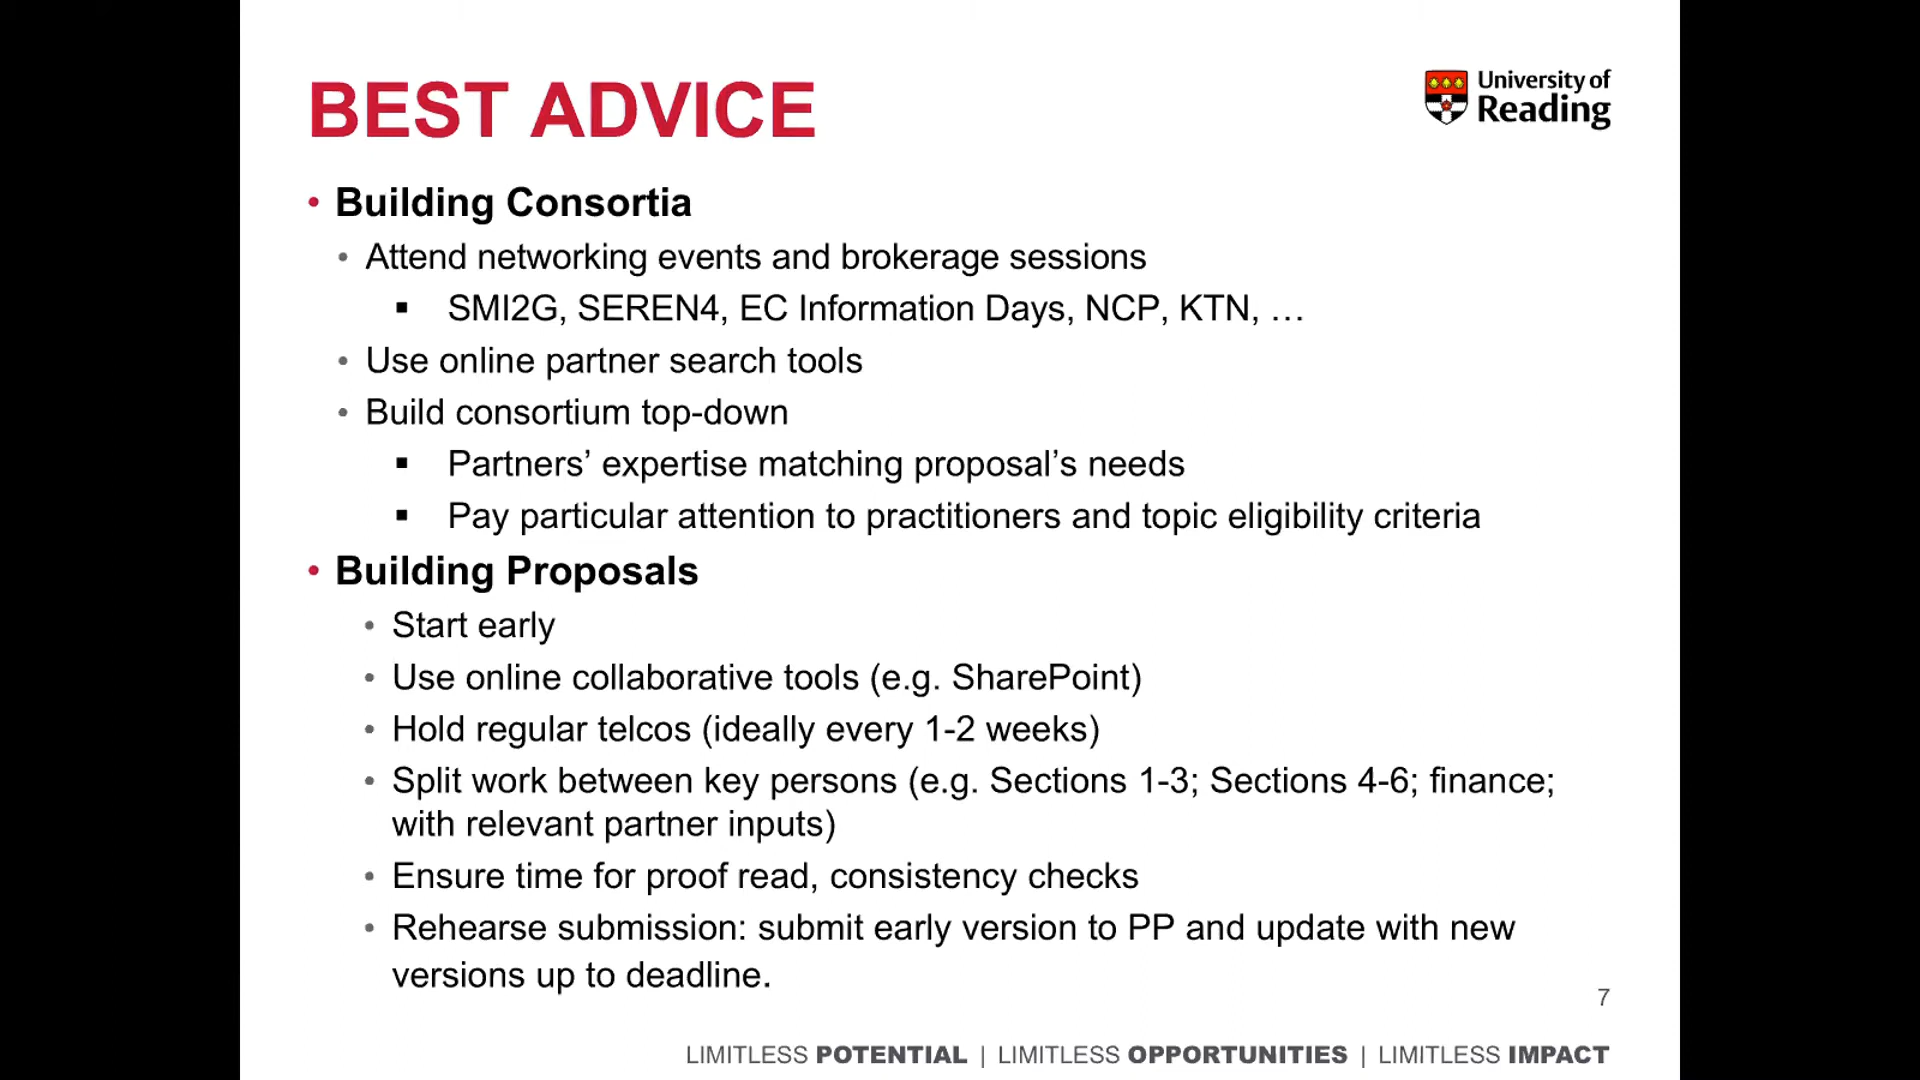 BEST ADVICE
University of
Reading
• Building Consortia
• Attend networking events and brokerage sessions
▪ SMI2G, SEREN4, EC Information Days, NCP, KTN, …
• Use online partner search tools
• Build consortium top-down
▪ Partners’ expertise matching proposal’s needs
▪ Pay particular attention to practitioners and topic eligibility criteria
• Building Proposals
• Start early
• Use online collaborative tools (e.g. SharePoint)
• Hold regular telcos (ideally every 1-2 weeks)
• Split work between key persons (e.g. Sections 1-3; Sections 4-6; finance;
with relevant partner inputs)
• Ensure time for proof read, consistency checks
• Rehearse submission: submit early version to PP and update with new
versions up to deadline.
7
LIMITLESS POTENTIAL | LIMITLESS OPPORTUNITIES | LIMITLESS IMPACT